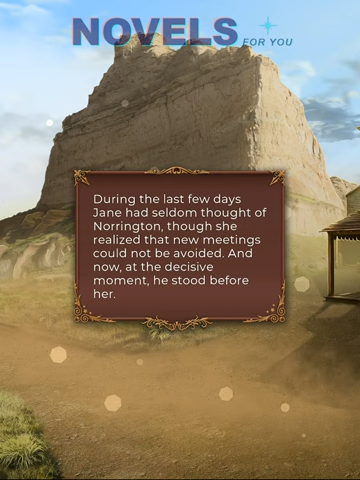 NOVELS FOR YOU
During the last few days
Jane had seldom thought of
Norrington, though she
realized that new meetings
could not be avoided. And
now, at the decisive
moment, he stood before
her.